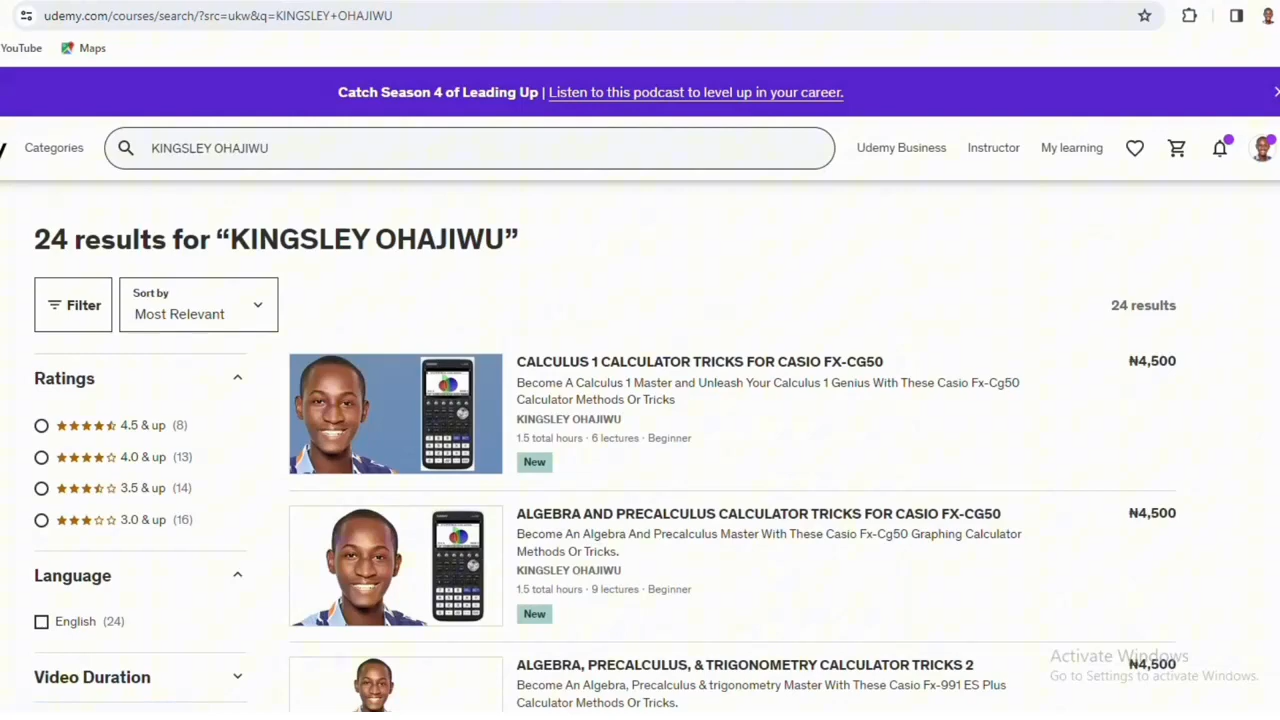 udemy.com/courses/search/?src=ukw&q=KINGSLEY+OHAJIWU
YouTube Maps
Catch Season 4 of Leading Up | Listen to this podcast to level up in your career.
Categories KINGSLEY OHAJIWU Udemy Business Instructor My learning
24 results for “KINGSLEY OHAJIWU”
Filter
Sort by
Most Relevant
24 results
Ratings
4.5 & up (8)
4.0 & up (13)
3.5 & up (14)
3.0 & up (16)
Language
English (24)
Video Duration
CALCULUS 1 CALCULATOR TRICKS FOR CASIO FX-CG50
₦4,500
Become A Calculus 1 Master and Unleash Your Calculus 1 Genius With These Casio Fx-Cg50
Calculator Methods Or Tricks
KINGSLEY OHAJIWU
1.5 total hours · 6 lectures · Beginner
New
ALGEBRA AND PRECALCULUS CALCULATOR TRICKS FOR CASIO FX-CG50
₦4,500
Become An Algebra And Precalculus Master With These Casio Fx-Cg50 Graphing Calculator
Methods Or Tricks.
KINGSLEY OHAJIWU
1.5 total hours · 9 lectures · Beginner
New
ALGEBRA, PRECALCULUS, & TRIGONOMETRY CALCULATOR TRICKS 2
₦4,500
Become An Algebra, Precalculus & trigonometry Master With These Casio Fx-991 ES Plus
Calculator Methods Or Tricks.
Activate Windows
Go to Settings to activate Windows.